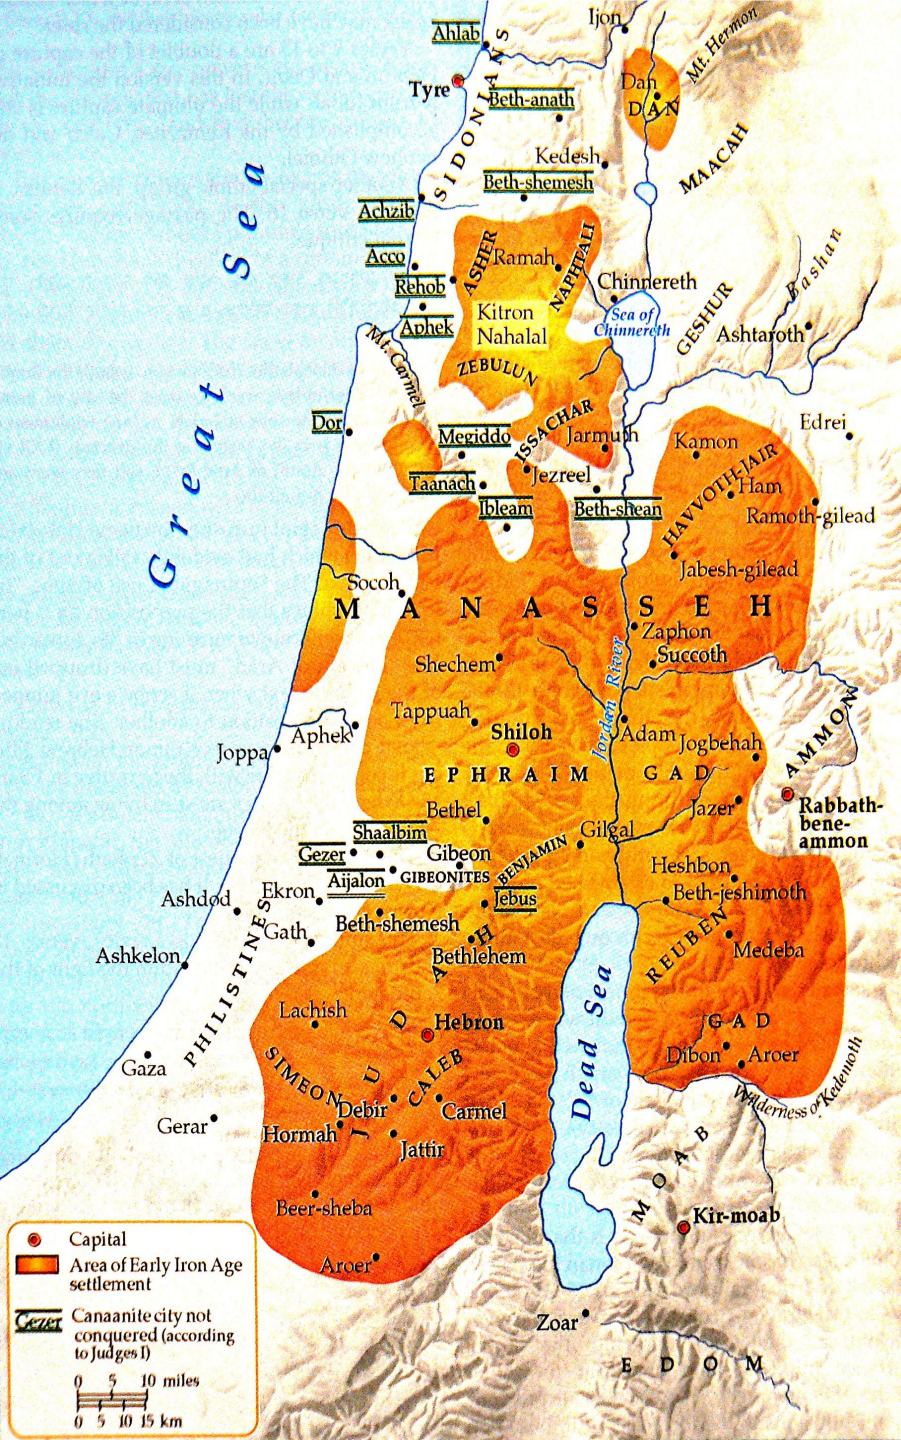 Ijon
Ahlab
Mt. Hermon
Tyre
Dan
DAN
Beth-anath
SIDONIANS
MAACAH
Kedesh
Beth-shemesh
Achzib
Great Sea
ASHER
Ramah
NAPHTALI
Bashan
Acco
Rehob
Chinnereth
Aphek
Kitron
Nahalal
Sea of
Chinnereth
GESHUR
Ashtaroth
Mt. Carmel
ZEBULUN
Dor
Megiddo
ISSACHAR
Jarmuth
Kamon
Edrei
Taanach
Jezreel
HAVVOTH-JAIR
Ham
Ibleam
Beth-shean
Ramoth-gilead
Jabesh-gilead
Socoh
MANASSEH
Zaphon
Shechem
Succoth
Jordan River
Tappuah
Aphek
Shiloh
Adam
Jogbehah
AMMON
Joppa
EPHRAIM
GAD
Bethel
Jazer
Rabbath-
bene-
ammon
Shaalbim
Gilgal
Gezer
Gibeon
BENJAMIN
Aijalon
GIBEONITES
Heshbon
Ekron
Jebus
Beth-jeshimoth
Ashdod
Beth-shemesh
Gath
REUBEN
Ashkelon
Bethlehem
Medeba
PHILISTINES
JUDAH
Lachish
Hebron
Dead Sea
GAD
Gaza
SIMEON
CALEB
Dibon
Aroer
Debir
Carmel
Wilderness of Kedemoth
Gerar
Hormah
Jattir
MOAB
Beer-sheba
Kir-moab
Aroer
Zoar
EDOM
Capital
Area of Early Iron Age
settlement
Gezer
Canaanite city not
conquered (according
to Judges I)
0 5 10 miles
0 5 10 15 km